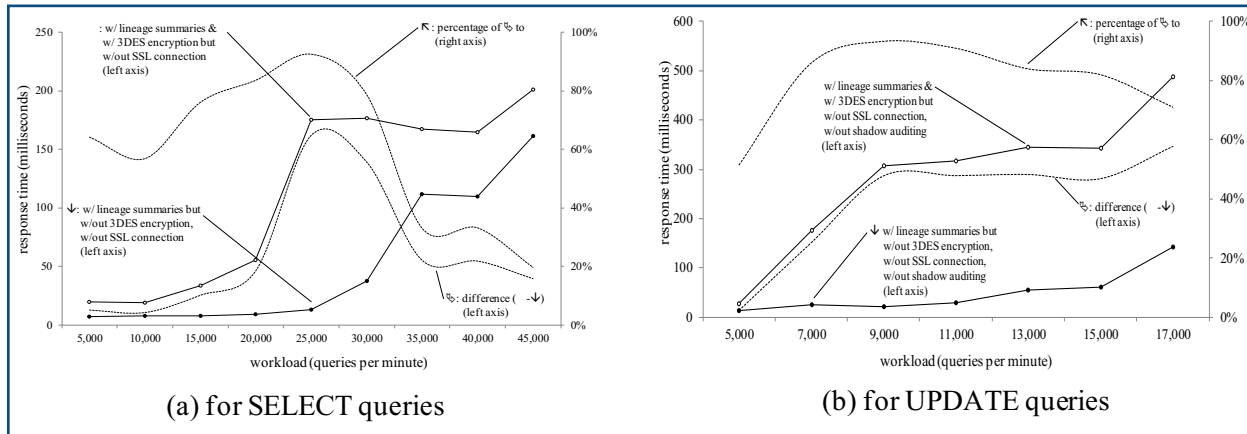 250
200
150
100
50
0
response time (milliseconds)
100%
80%
60%
40%
20%
0%
5,000 10,000 15,000 20,000 25,000 30,000 35,000 40,000 45,000
workload (queries per minute)
: w/ lineage summaries &
w/ 3DES encryption but
w/out SSL connection
(left axis)
↖: percentage of ⇘ to
(right axis)
↓: w/ lineage summaries but
w/out 3DES encryption,
w/out SSL connection
(left axis)
⇘: difference ( -↓)
(left axis)
(a) for SELECT queries
600
500
400
300
200
100
0
response time (milliseconds)
100%
80%
60%
40%
20%
0%
5,000 7,000 9,000 11,000 13,000 15,000 17,000
workload (queries per minute)
↖: percentage of ⇘ to
(right axis)
w/ lineage summaries &
w/ 3DES encryption but
w/out SSL connection,
w/out shadow auditing
(left axis)
⇘: difference ( -↓)
(left axis)
↓ w/ lineage summaries but
w/out 3DES encryption,
w/out SSL connection,
w/out shadow auditing
(left axis)
(b) for UPDATE queries